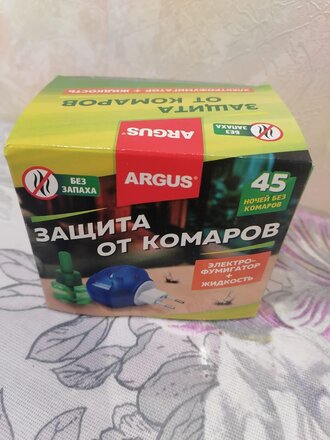 ЭЛЕКТРОФУМИГАТОР + ЖИДКОСТЬ
ЗАЩИТА
ОТ КОМАРОВ
ARGUS®
БЕЗ
ЗАПАХА
БЕЗ
ЗАПАХА
ARGUS®
45
НОЧЕЙ БЕЗ
КОМАРОВ
ЗАЩИТА
ОТ КОМАРОВ
ЭЛЕКТРО-
ФУМИГАТОР
+
ЖИДКОСТЬ